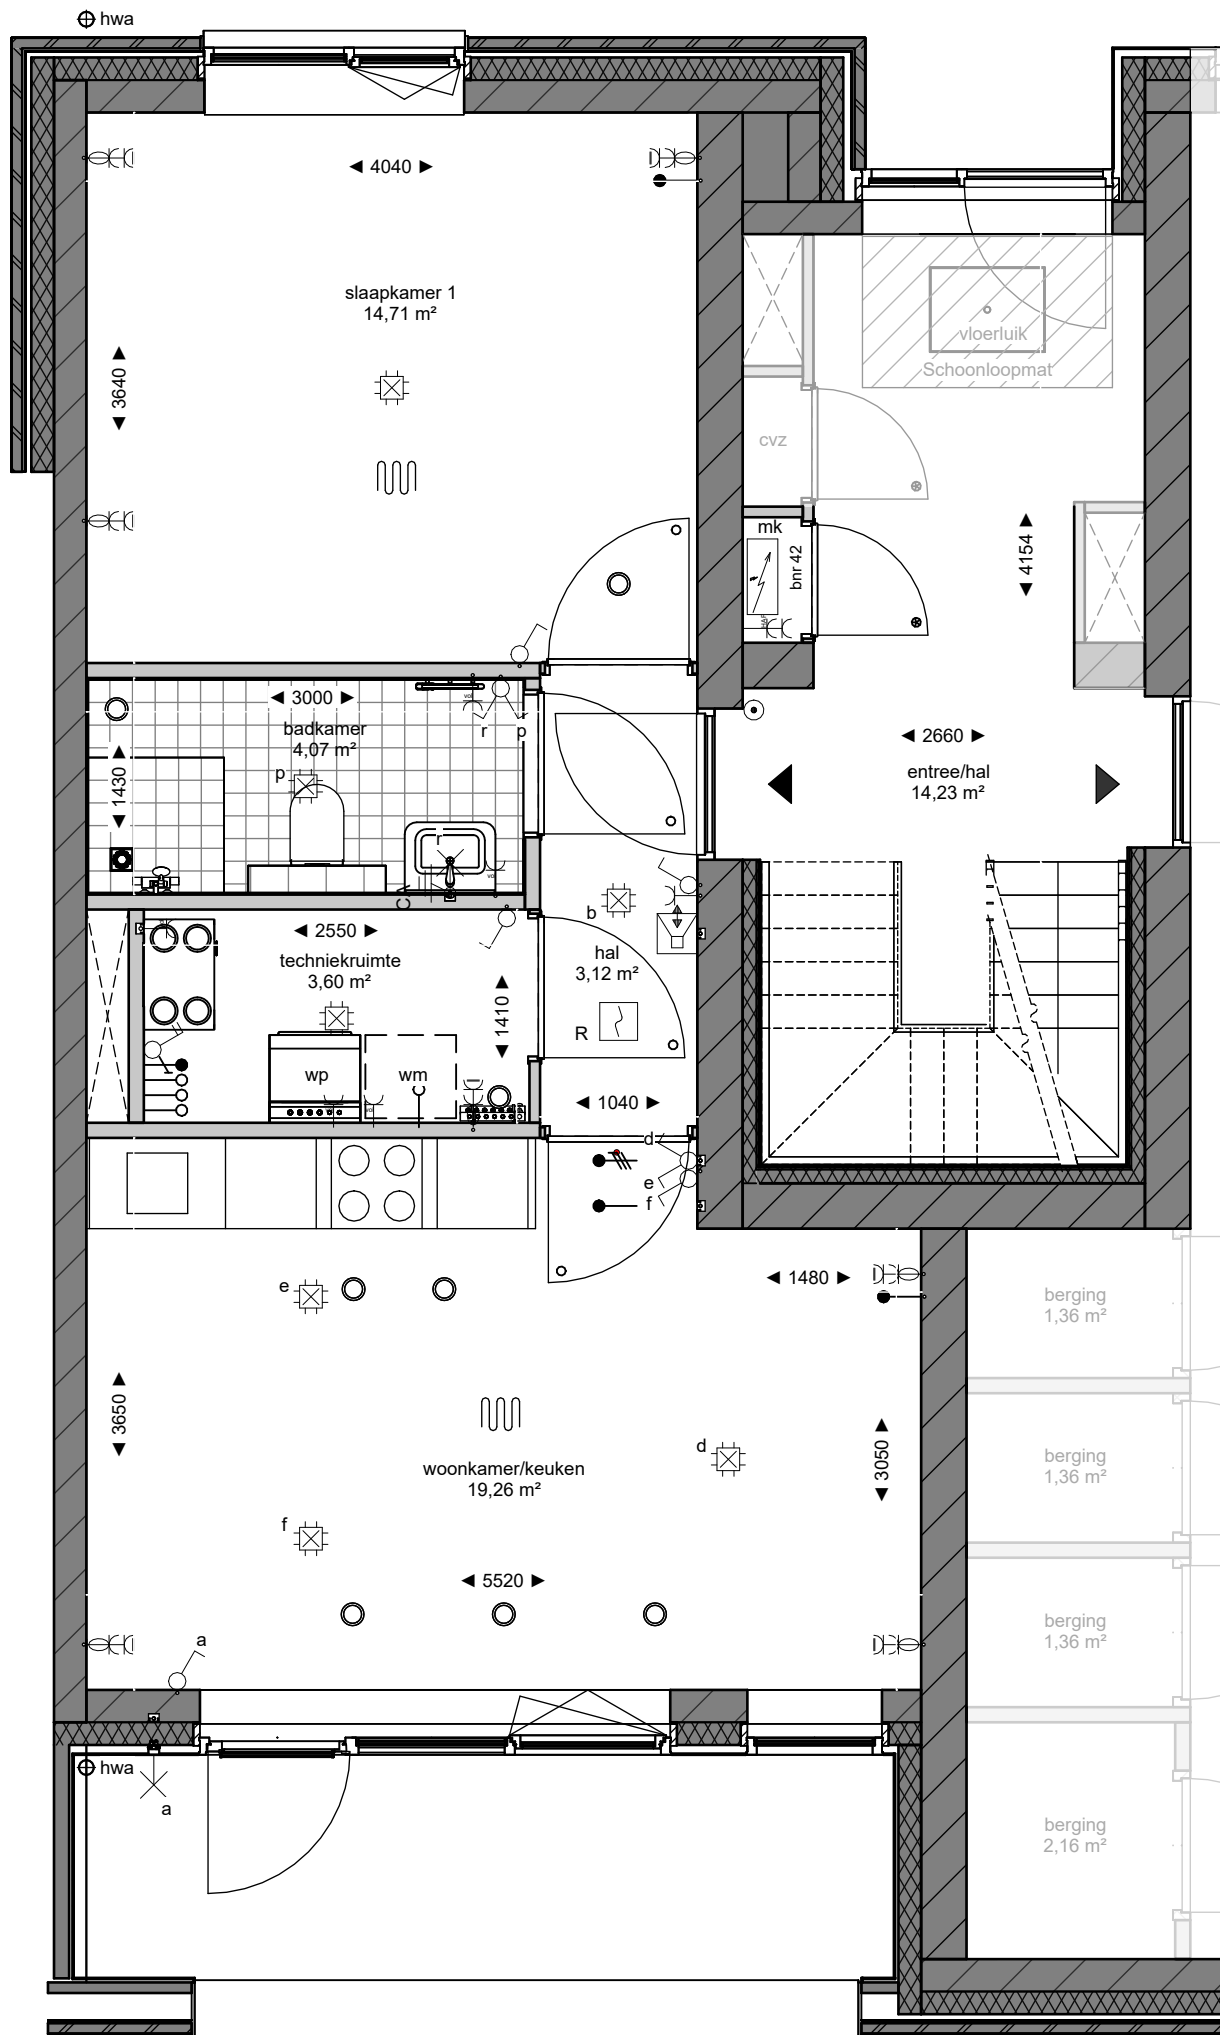 hwa
◄ 4040 ►
slaapkamer 1
14,71 m²
◄ 3640 ►
vloerluik
Schoonloopmat
cvz
mk
bnr 42
◄ 4154 ►
◄ 3000 ►
badkamer
4,07 m²
r
p
p
◄ 1430 ►
r
◄ 2660 ►
entree/hal
14,23 m²
b
hal
3,12 m²
R
◄ 2550 ►
techniekruimte
3,60 m²
◄ 1410 ►
wp
wm
◄ 1040 ►
d
e
f
e
◄ 1480 ►
berging
1,36 m²
◄ 3650 ►
woonkamer/keuken
19,26 m²
d
◄ 3050 ►
berging
1,36 m²
f
◄ 5520 ►
berging
1,36 m²
a
hwa
a
berging
2,16 m²